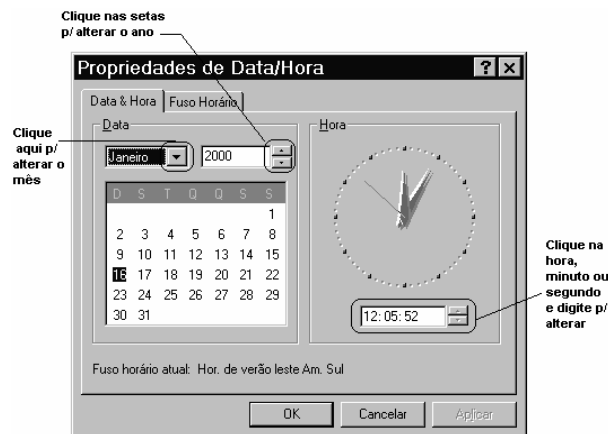 Clique nas setas
p/ alterar o ano
Propriedades de Data/Hora
Data & Hora
Fuso Horário
Clique
aqui p/
alterar o
mês
Data
Janeiro
2000
D S T Q Q S S
1
2 3 4 5 6 7 8
9 10 11 12 13 14 15
16 17 18 19 20 21 22
23 24 25 26 27 28 29
30 31
Hora
12:05:52
Clique na
hora,
minuto ou
segundo
e digite p/
alterar
Fuso horário atual: Hor. de verão leste Am. Sul
OK
Cancelar
Aplicar